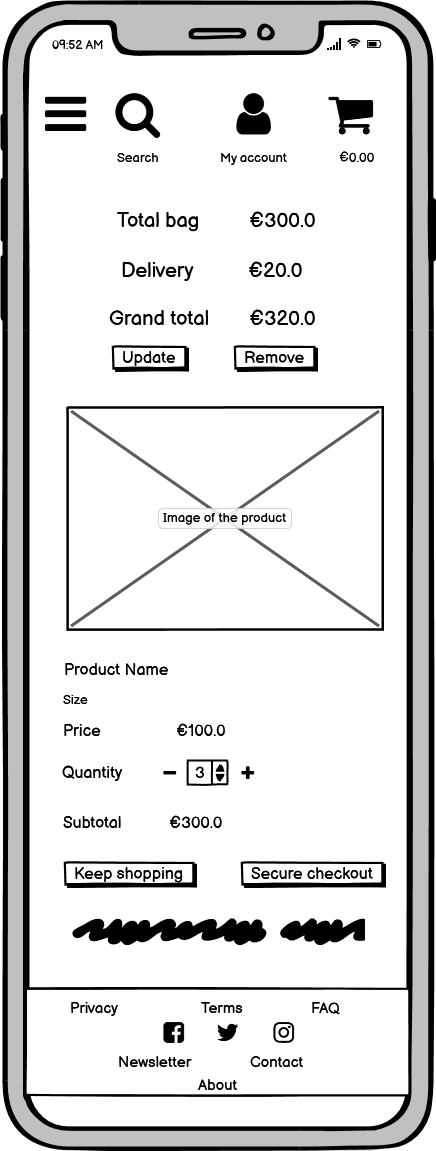 09:52 AM
Search My account €0.00
Total bag €300.0
Delivery €20.0
Grand total €320.0
Update Remove
Image of the product
Product Name
Size
Price €100.0
Quantity 3
Subtotal €300.0
Keep shopping Secure checkout
Privacy Terms FAQ
Newsletter Contact
About